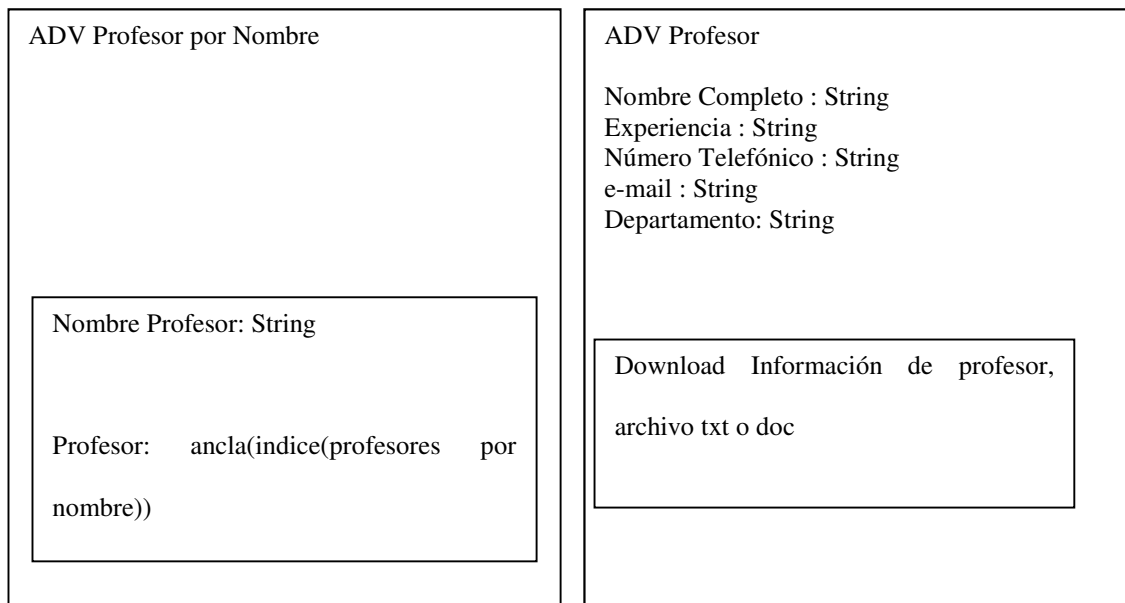 ADV Profesor por Nombre
Nombre Profesor: String
Profesor: ancla(indice(profesores por
nombre))
ADV Profesor
Nombre Completo : String
Experiencia : String
Número Telefónico : String
e-mail : String
Departamento: String
Download Información de profesor,
archivo txt o doc